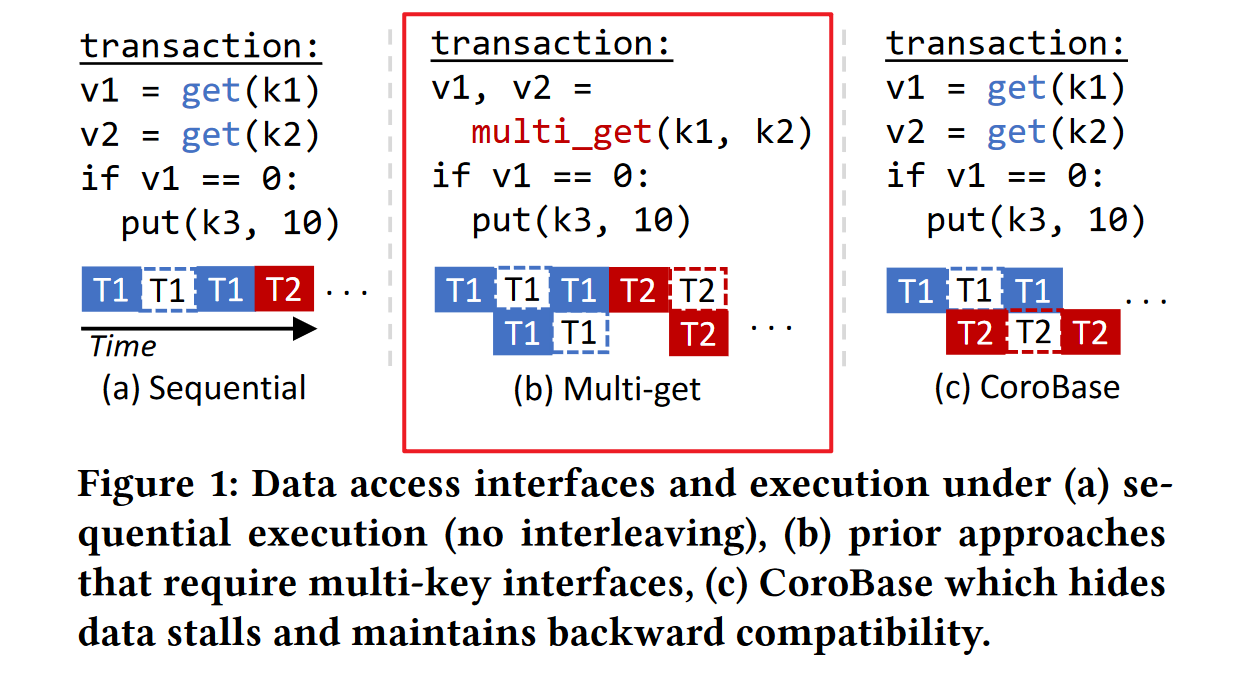 transaction:
v1 = get(k1)
v2 = get(k2)
if v1 == 0:
put(k3, 10)
T1 T1 T1 T2 ...
Time
(a) Sequential
transaction:
v1, v2 =
multi_get(k1, k2)
if v1 == 0:
put(k3, 10)
T1 T1 T1 T2 T2
T1 T1 T2 ...
(b) Multi-get
transaction:
v1 = get(k1)
v2 = get(k2)
if v1 == 0:
put(k3, 10)
T1 T1 T1 ...
T2 T2 T2
(c) CoroBase
Figure 1: Data access interfaces and execution under (a) se-
quential execution (no interleaving), (b) prior approaches
that require multi-key interfaces, (c) CoroBase which hides
data stalls and maintains backward compatibility.